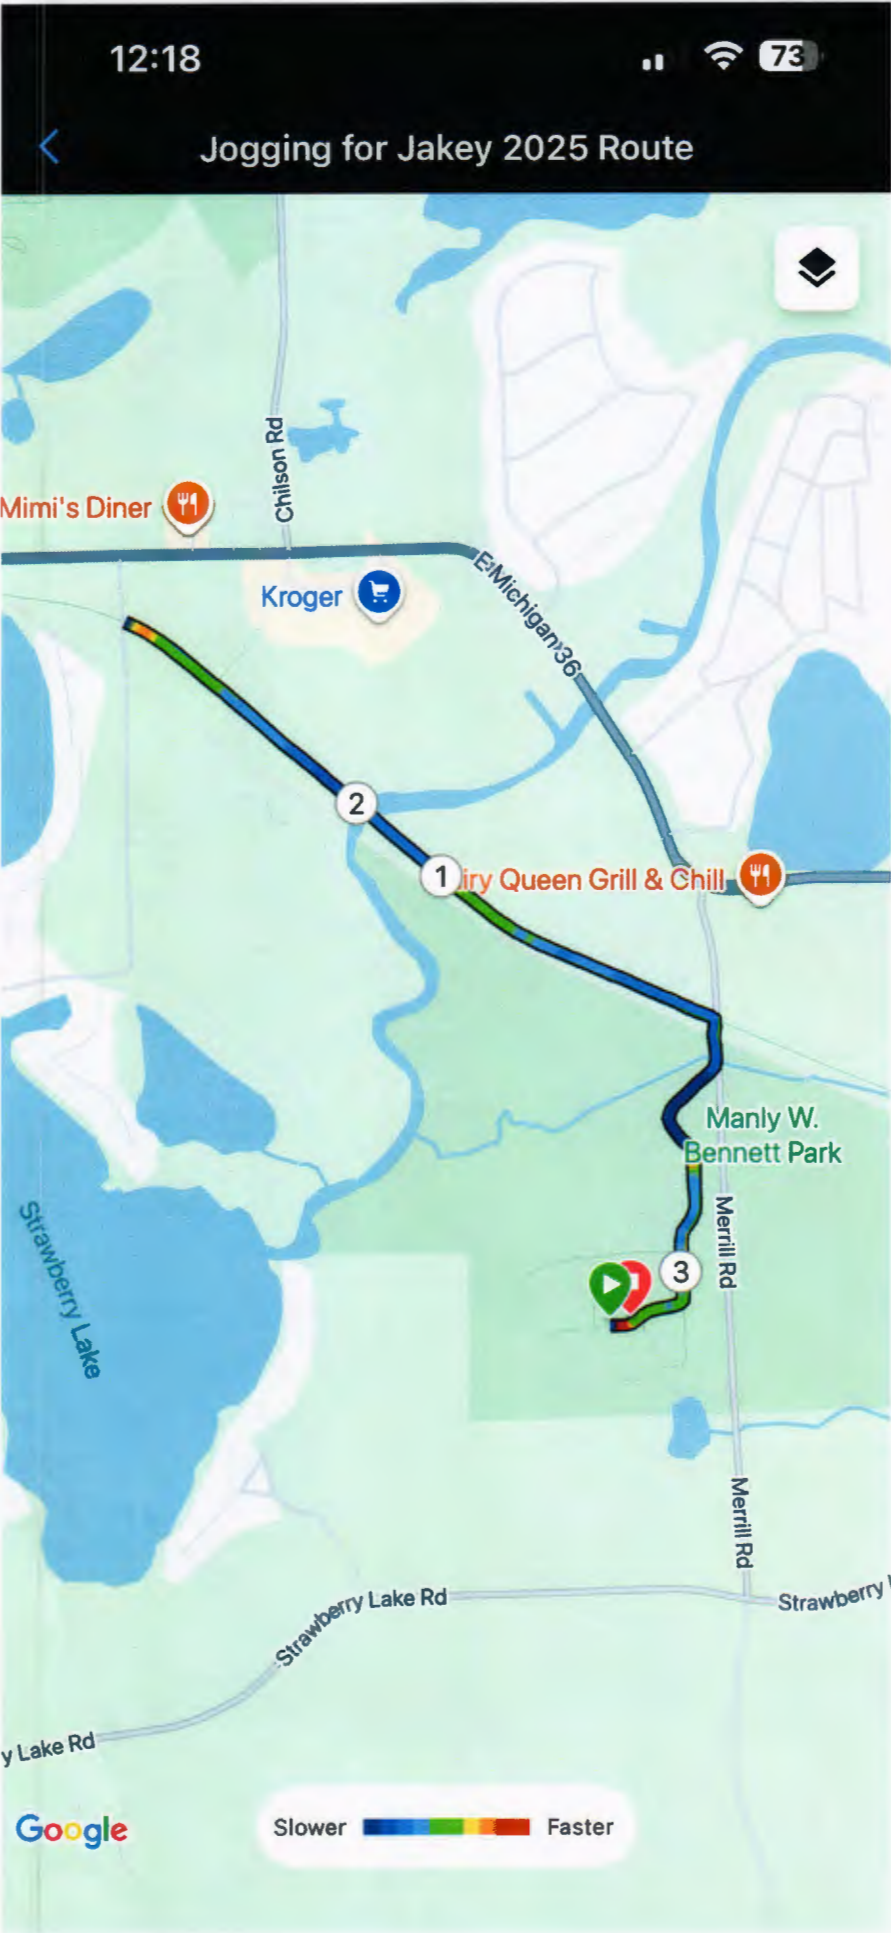 12:18
73
Jogging for Jakey 2025 Route
Chilson Rd
Mimi's Diner
Kroger
E Michigan 36
2
1
iry Queen Grill & Chill
Manly W.
Bennett Park
Merrill Rd
3
Strawberry Lake
Merrill Rd
Strawberry Lake Rd
Strawberry
y Lake Rd
Google
Slower
Faster